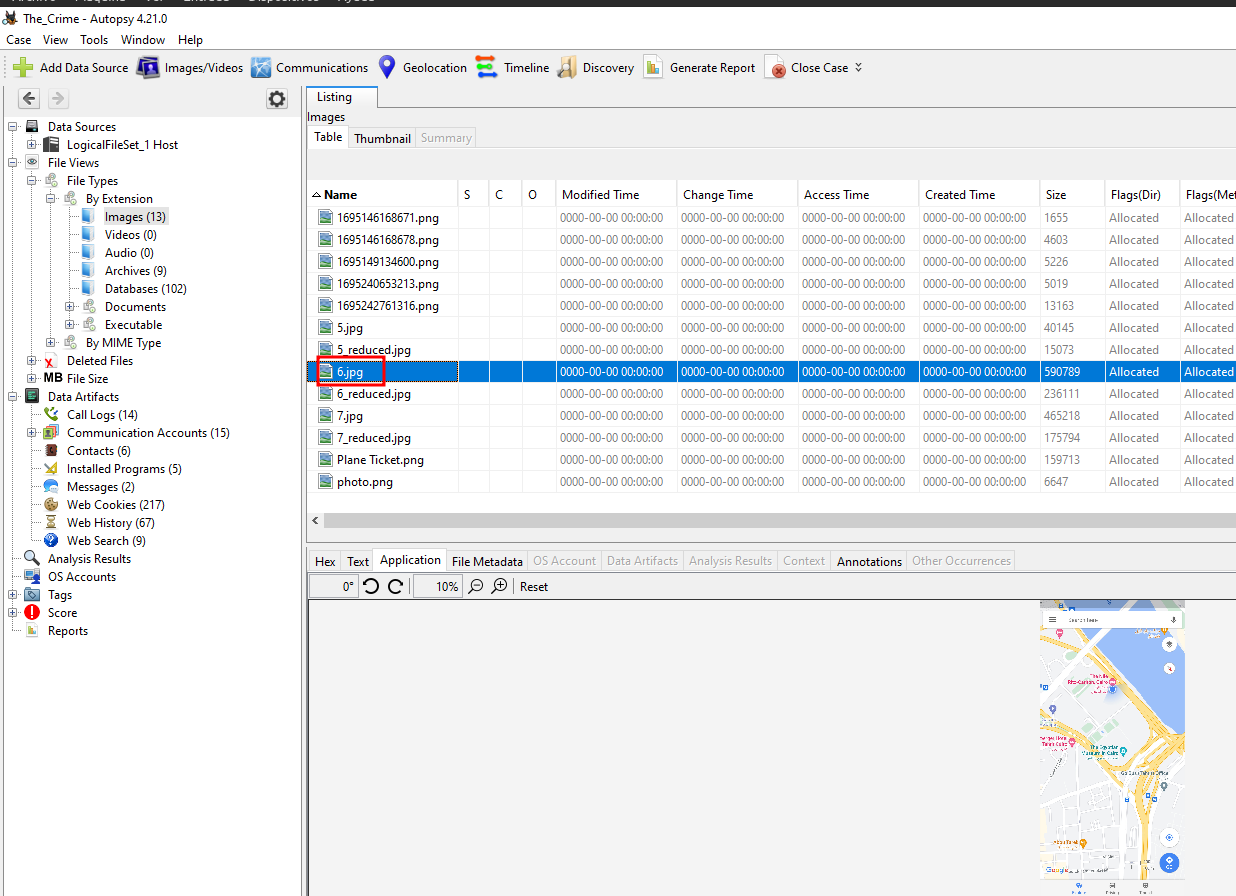 The_Crime - Autopsy 4.21.0
Case View Tools Window Help
Add Data Source Images/Videos Communications Geolocation Timeline Discovery Generate Report Close Case
Data Sources
LogicalFileSet_1 Host
File Views
File Types
By Extension
Images (13)
Videos (0)
Audio (0)
Archives (9)
Databases (102)
Documents
Executable
By MIME Type
Deleted Files
MB File Size
Data Artifacts
Call Logs (14)
Communication Accounts (15)
Contacts (6)
Installed Programs (5)
Messages (2)
Web Cookies (217)
Web History (67)
Web Search (9)
Analysis Results
OS Accounts
Tags
Score
Reports
Listing
Images
Table Thumbnail Summary
Name S C O Modified Time Change Time Access Time Created Time Size Flags(Dir) Flags(Met
1695146168671.png 0000-00-00 00:00:00 0000-00-00 00:00:00 0000-00-00 00:00:00 0000-00-00 00:00:00 1655 Allocated Allocated
1695146168678.png 0000-00-00 00:00:00 0000-00-00 00:00:00 0000-00-00 00:00:00 0000-00-00 00:00:00 4603 Allocated Allocated
1695149134600.png 0000-00-00 00:00:00 0000-00-00 00:00:00 0000-00-00 00:00:00 0000-00-00 00:00:00 5226 Allocated Allocated
1695240653213.png 0000-00-00 00:00:00 0000-00-00 00:00:00 0000-00-00 00:00:00 0000-00-00 00:00:00 5019 Allocated Allocated
1695242761316.png 0000-00-00 00:00:00 0000-00-00 00:00:00 0000-00-00 00:00:00 0000-00-00 00:00:00 13163 Allocated Allocated
5.jpg 0000-00-00 00:00:00 0000-00-00 00:00:00 0000-00-00 00:00:00 0000-00-00 00:00:00 40145 Allocated Allocated
5_reduced.jpg 0000-00-00 00:00:00 0000-00-00 00:00:00 0000-00-00 00:00:00 0000-00-00 00:00:00 15073 Allocated Allocated
6.jpg 0000-00-00 00:00:00 0000-00-00 00:00:00 0000-00-00 00:00:00 0000-00-00 00:00:00 590789 Allocated Allocated
6_reduced.jpg 0000-00-00 00:00:00 0000-00-00 00:00:00 0000-00-00 00:00:00 0000-00-00 00:00:00 236111 Allocated Allocated
7.jpg 0000-00-00 00:00:00 0000-00-00 00:00:00 0000-00-00 00:00:00 0000-00-00 00:00:00 465218 Allocated Allocated
7_reduced.jpg 0000-00-00 00:00:00 0000-00-00 00:00:00 0000-00-00 00:00:00 0000-00-00 00:00:00 175794 Allocated Allocated
Plane Ticket.png 0000-00-00 00:00:00 0000-00-00 00:00:00 0000-00-00 00:00:00 0000-00-00 00:00:00 159713 Allocated Allocated
photo.png 0000-00-00 00:00:00 0000-00-00 00:00:00 0000-00-00 00:00:00 0000-00-00 00:00:00 6647 Allocated Allocated
Hex Text Application File Metadata OS Account Data Artifacts Analysis Results Context Annotations Other Occurrences
0° 10% Reset
Search here
The Nile
Ritz-Carlton, Cairo
The Egyptian
Museum in Cairo
Go Bus Tahrir Office
Google